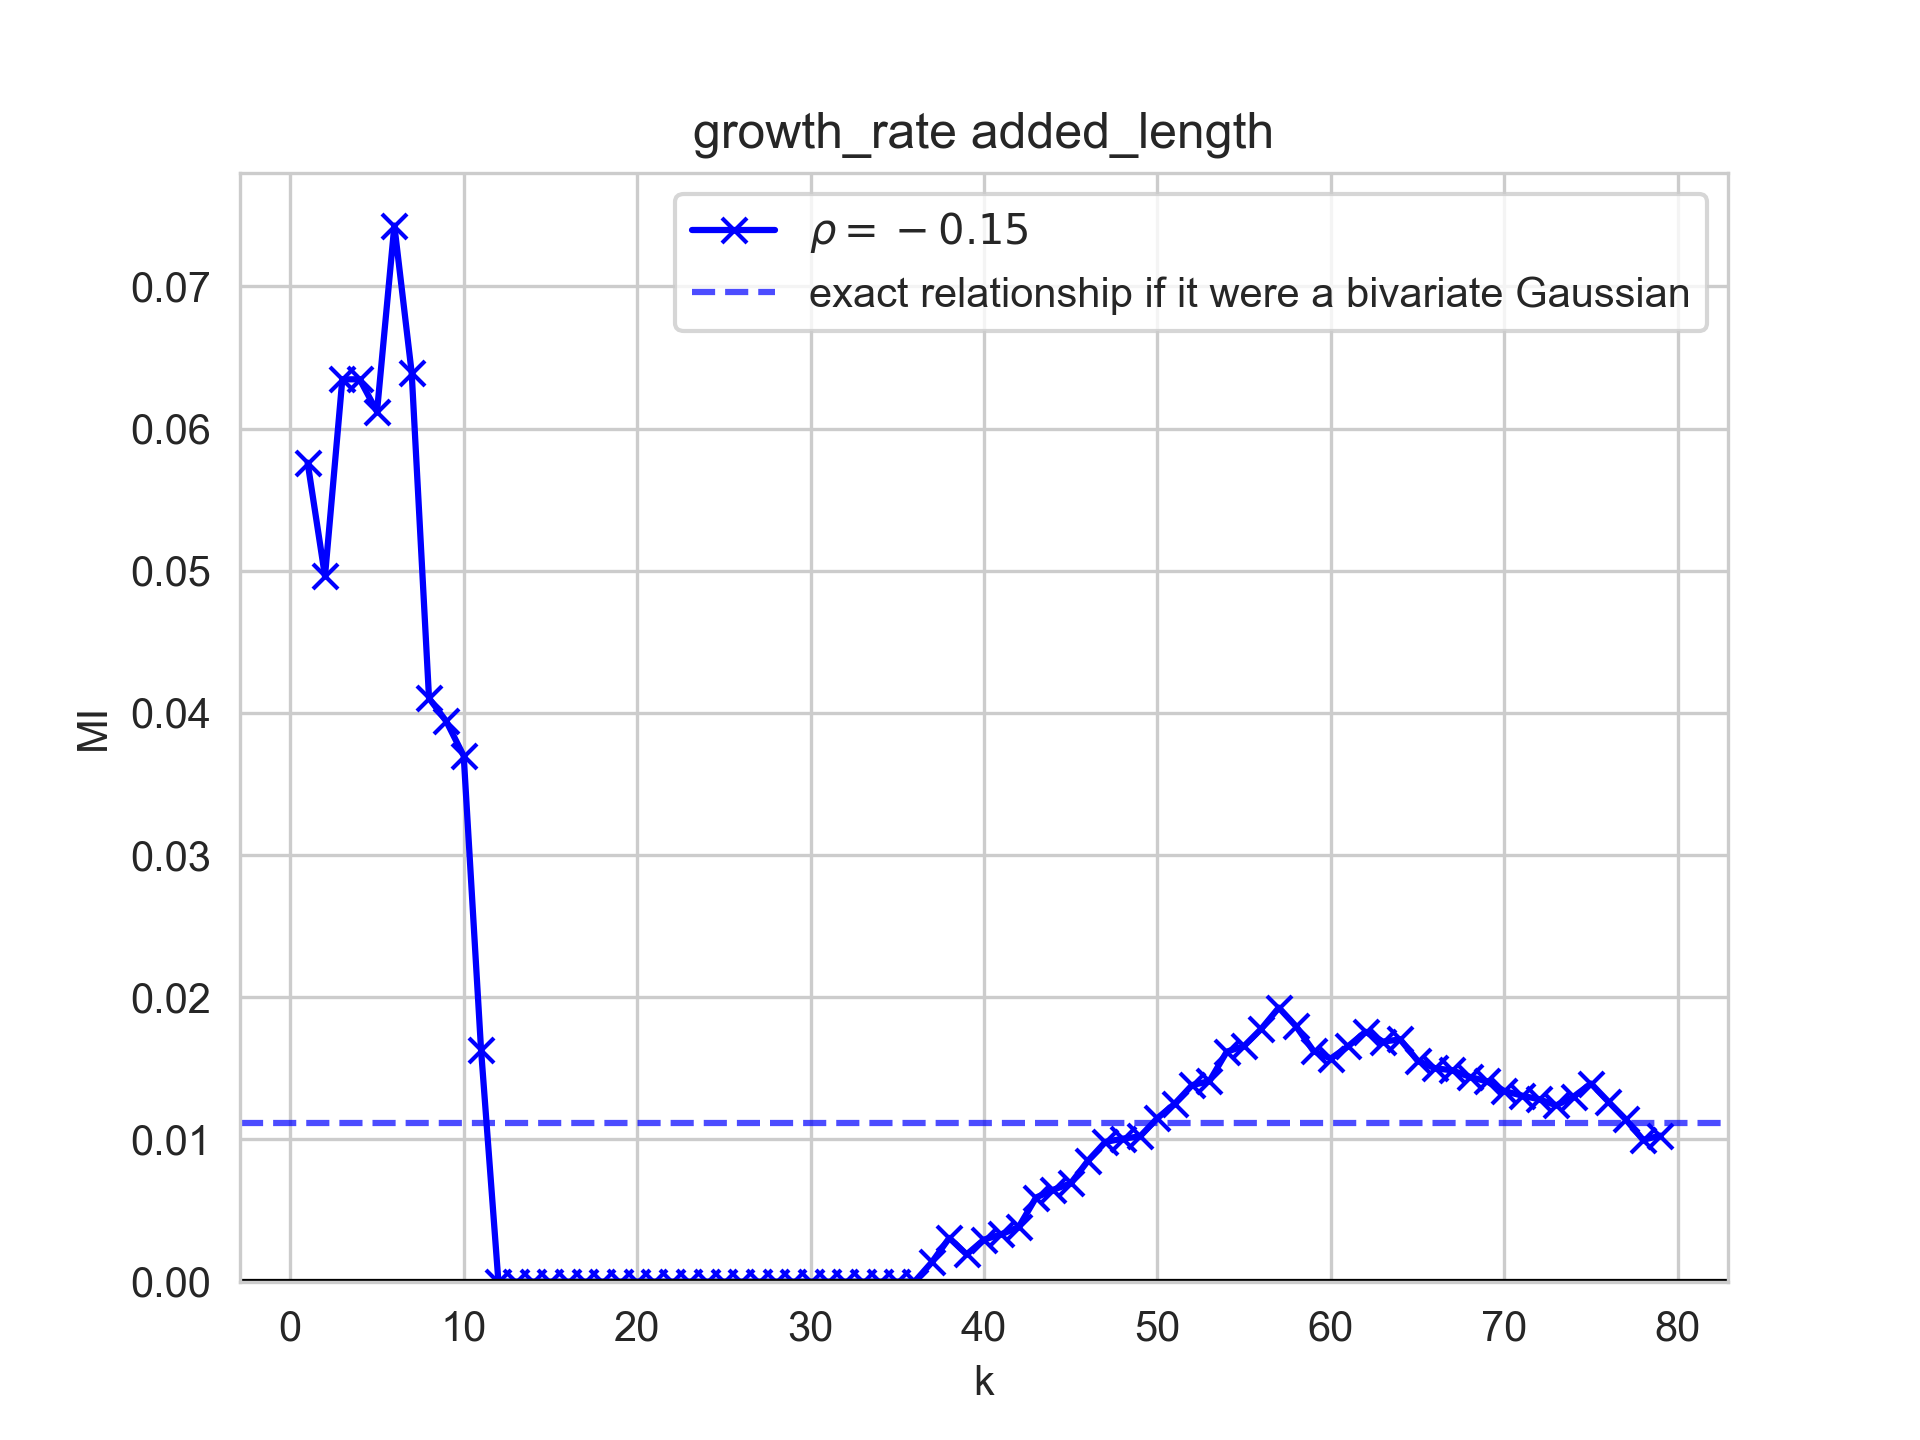 growth_rate added_length
ρ = − 0.15
exact relationship if it were a bivariate Gaussian
MI
0.07
0.06
0.05
0.04
0.03
0.02
0.01
0.00
0 10 20 30 40 50 60 70 80
k